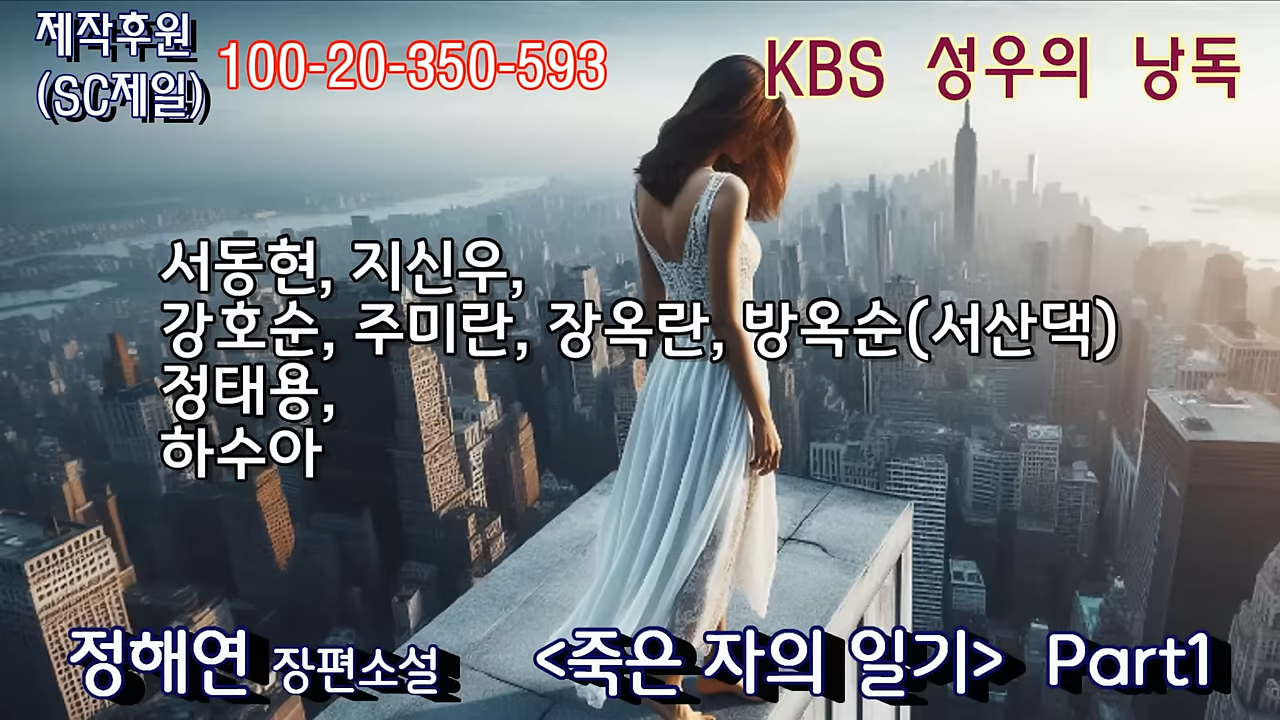 제작후원
(SC제일)
100-20-350-593
KBS 성우의 낭독
서동현, 지신우,
강호순, 주미란, 장옥란, 방옥순(서산댁)
정태용,
하수아
정해연 장편소설 <죽은 자의 일기> Part1